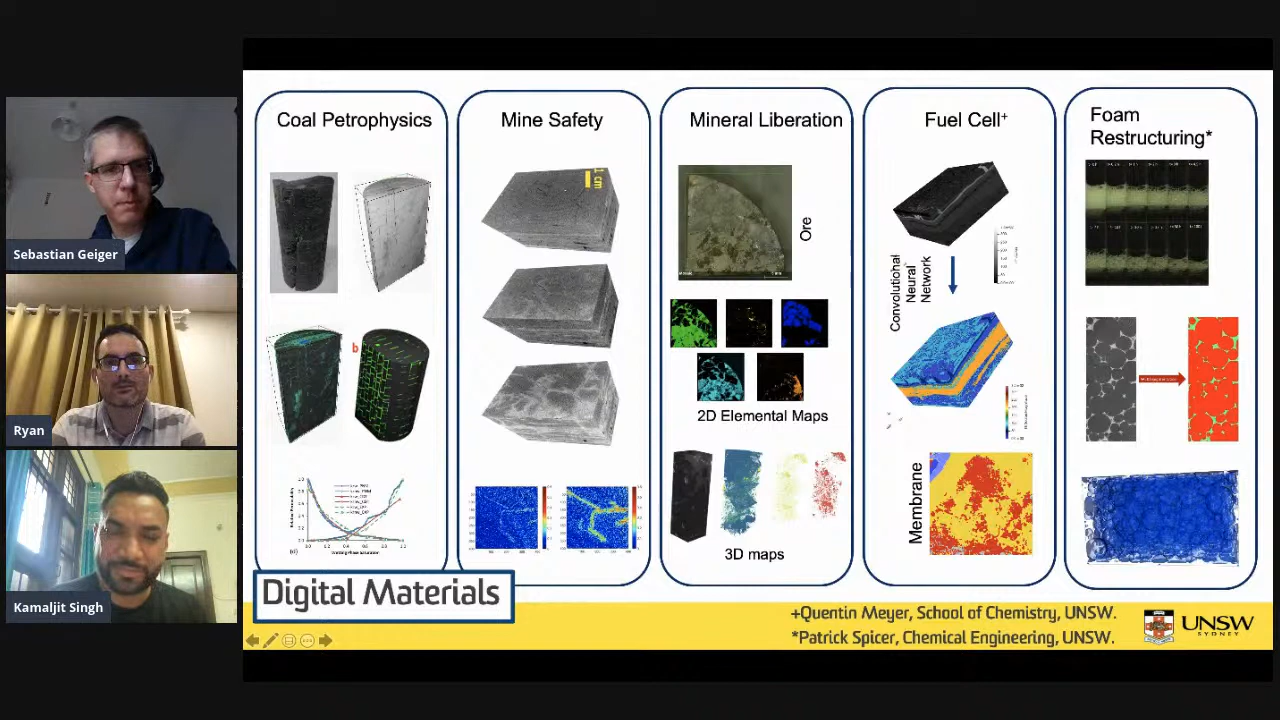 Sebastian Geiger
Ryan
Kamaljit Singh
Coal Petrophysics
b
Mine Safety
1 cm
Mineral Liberation
Ore
2D Elemental Maps
3D maps
Fuel Cell+
Convolutional
Neural
Network
Membrane
Foam
Restructuring*
Digital Materials
+Quentin Meyer, School of Chemistry, UNSW.
*Patrick Spicer, Chemical Engineering, UNSW.
UNSW
SYDNEY